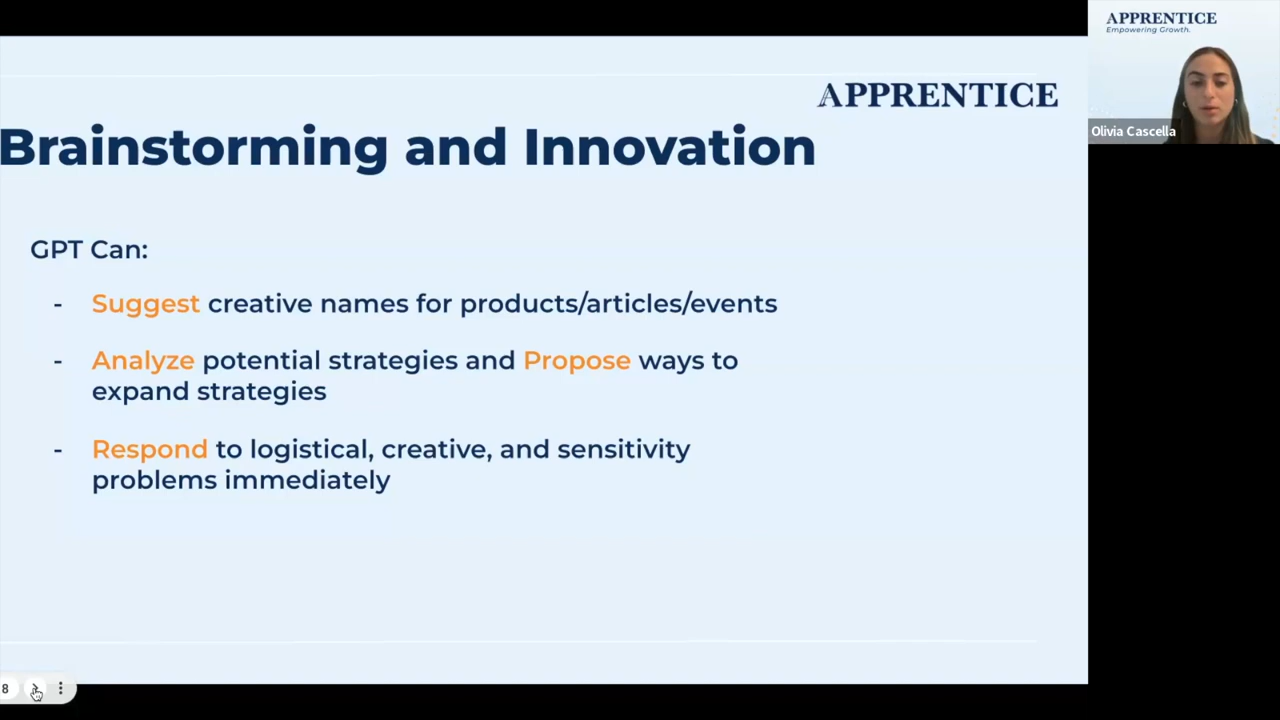 APPRENTICE
Empowering Growth.
Olivia Cascella
APPRENTICE
Brainstorming and Innovation
GPT Can:
- Suggest creative names for products/articles/events
- Analyze potential strategies and Propose ways to
expand strategies
- Respond to logistical, creative, and sensitivity
problems immediately
8